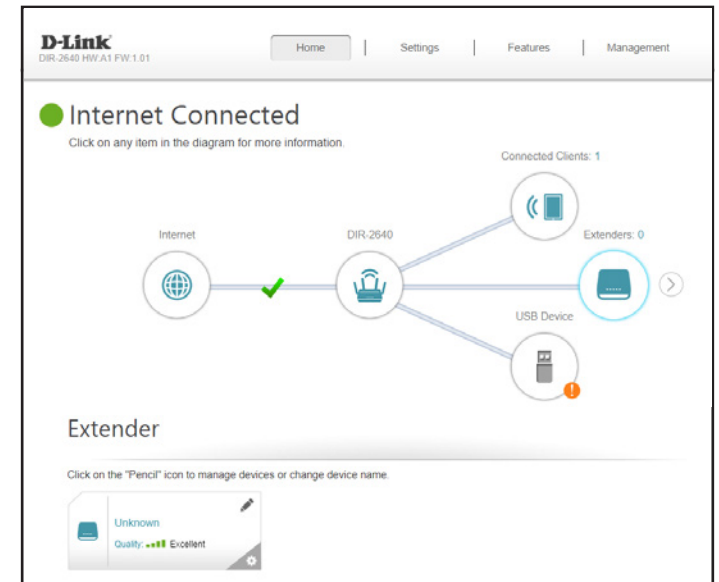 D-Link
DIR-2640 HW:A1 FW:1.01
Home | Settings | Features | Management
Internet Connected
Click on any item in the diagram for more information.
Connected Clients: 1
Internet
DIR-2640
Extenders: 0
USB Device
Extender
Click on the "Pencil" icon to manage devices or change device name.
Unknown
Quality: Excellent